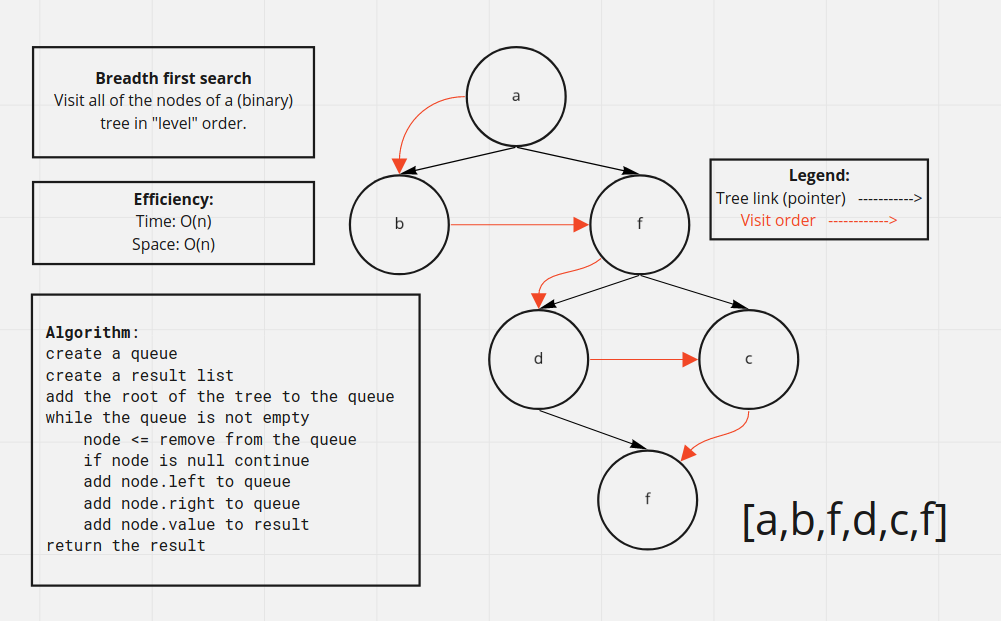 Breadth first search
Visit all of the nodes of a (binary)
tree in "level" order.
Efficiency:
Time: O(n)
Space: O(n)
Algorithm:
create a queue
create a result list
add the root of the tree to the queue
while the queue is not empty
    node <= remove from the queue
    if node is null continue
    add node.left to queue
    add node.right to queue
    add node.value to result
return the result
a
b
f
d
c
f
Legend:
Tree link (pointer) ----------->
Visit order ------------>
[a,b,f,d,c,f]